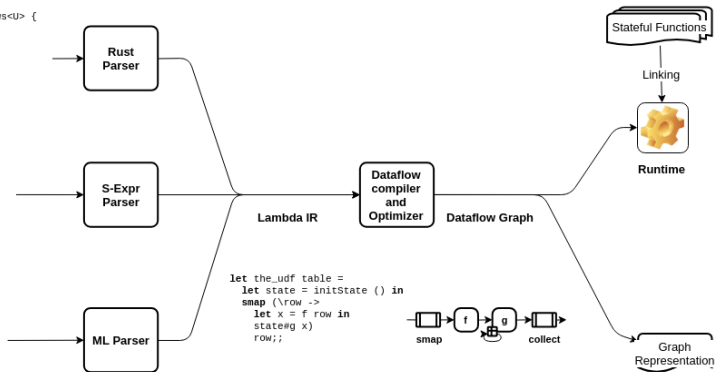 ws<U> {
Stateful Functions
Rust
Parser
Linking
Runtime
S-Expr
Parser
Dataflow
compiler
and
Optimizer
Lambda IR
Dataflow Graph
let the_udf table =
let state = initState () in
smap (\row ->
let x = f row in
state#g x)
row;;
f
g
smap
collect
ML Parser
Graph
Representation